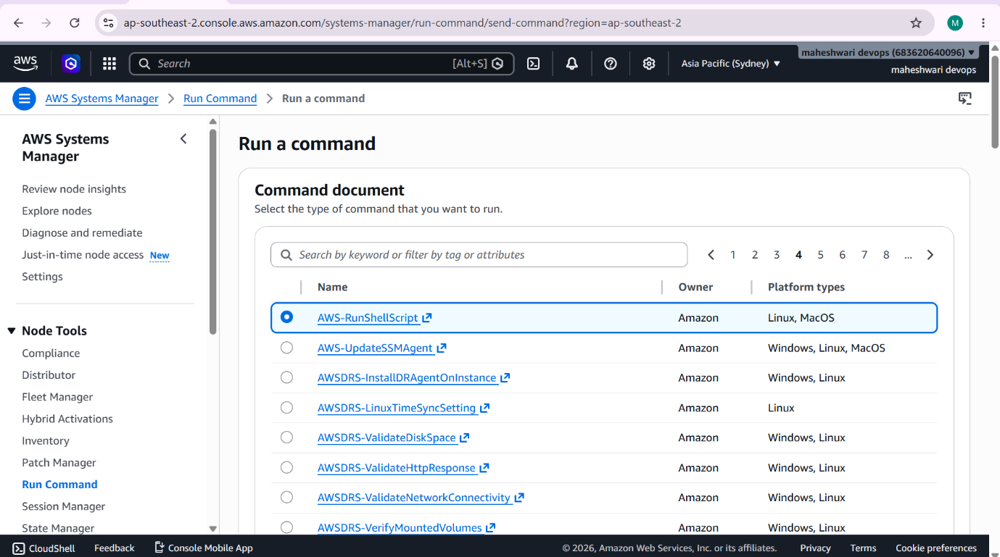 ap-southeast-2.console.aws.amazon.com/systems-manager/run-command/send-command?region=ap-southeast-2
M
aws
Search
[Alt+S]
Asia Pacific (Sydney) ▼
maheshwari devops (683620640096) ▼
maheshwari devops
AWS Systems Manager > Run Command > Run a command
AWS Systems
Manager
Review node insights
Explore nodes
Diagnose and remediate
Just-in-time node access New
Settings
▼ Node Tools
Compliance
Distributor
Fleet Manager
Hybrid Activations
Inventory
Patch Manager
Run Command
Session Manager
State Manager
Run a command
Command document
Select the type of command that you want to run.
Search by keyword or filter by tag or attributes
1 2 3 4 5 6 7 8 ...
Name Owner Platform types
AWS-RunShellScript Amazon Linux, MacOS
AWS-UpdateSSMAgent Amazon Windows, Linux, MacOS
AWSDRS-InstallDRAgentOnInstance Amazon Windows, Linux
AWSDRS-LinuxTimeSyncSetting Amazon Linux
AWSDRS-ValidateDiskSpace Amazon Windows, Linux
AWSDRS-ValidateHttpResponse Amazon Windows, Linux
AWSDRS-ValidateNetworkConnectivity Amazon Windows, Linux
AWSDRS-VerifyMountedVolumes Amazon Windows, Linux
CloudShell Feedback Console Mobile App © 2026, Amazon Web Services, Inc. or its affiliates. Privacy Terms Cookie preferences